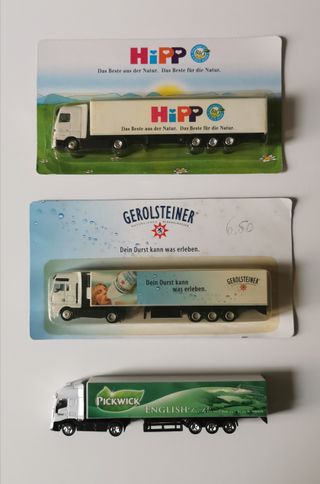 HiPP
Das Beste aus der Natur. Das Beste für die Natur.
HiPP
Das Beste aus der Natur. Das Beste für die Natur.
GEROLSTEINER
Dein Durst kann was erleben.
6,50
Dein Durst kann
was erleben.
GEROLSTEINER
PICKWICK
ENGLISH